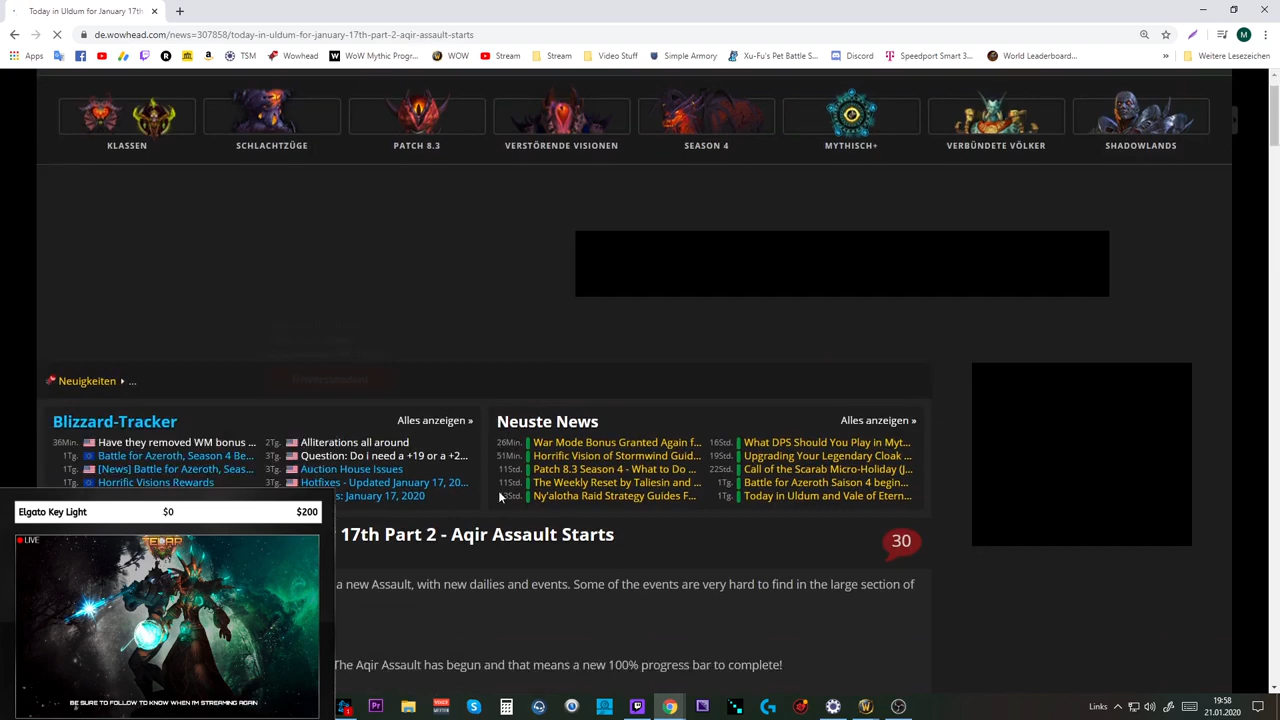 Today in Uldum for January 17th
de.wowhead.com/news=307858/today-in-uldum-for-january-17th-part-2-aqir-assault-starts
M
Apps
TSM
Wowhead
WoW Mythic Progr...
WOW
Stream
Stream
Video Stuff
Simple Armory
Xu-Fu's Pet Battle S...
Discord
Speedport Smart 3...
World Leaderboard...
Weitere Lesezeichen
KLASSEN
SCHLACHTZÜGE
PATCH 8.3
VERSTÖRENDE VISIONEN
SEASON 4
MYTHISCH+
VERBÜNDETE VÖLKER
SHADOWLANDS
Neuigkeiten ...
Blizzard-Tracker
Alles anzeigen »
36Min. Have they removed WM bonus ...
1Tg. Battle for Azeroth, Season 4 Be...
1Tg. [News] Battle for Azeroth, Seas...
1Tg. Horrific Visions Rewards
2Tg. Alliterations all around
3Tg. Question: Do i need a +19 or a +2...
3Tg. Auction House Issues
3Tg. Hotfixes - Updated January 17, 20...
s: January 17, 2020
Neuste News
Alles anzeigen »
26Min. War Mode Bonus Granted Again f...
51Min. Horrific Vision of Stormwind Guid...
11Std. Patch 8.3 Season 4 - What to Do ...
11Std. The Weekly Reset by Taliesin and ...
Std. Ny'alotha Raid Strategy Guides F...
16Std. What DPS Should You Play in Myt...
19Std. Upgrading Your Legendary Cloak ...
22Std. Call of the Scarab Micro-Holiday (J...
1Tg. Battle for Azeroth Saison 4 begin...
1Tg. Today in Uldum and Vale of Etern...
17th Part 2 - Aqir Assault Starts
30
a new Assault, with new dailies and events. Some of the events are very hard to find in the large section of
The Aqir Assault has begun and that means a new 100% progress bar to complete!
Elgato Key Light $0 $200
LIVE
BE SURE TO FOLLOW TO KNOW WHEN I'M STREAMING AGAIN
Links
19:58
21.01.2020